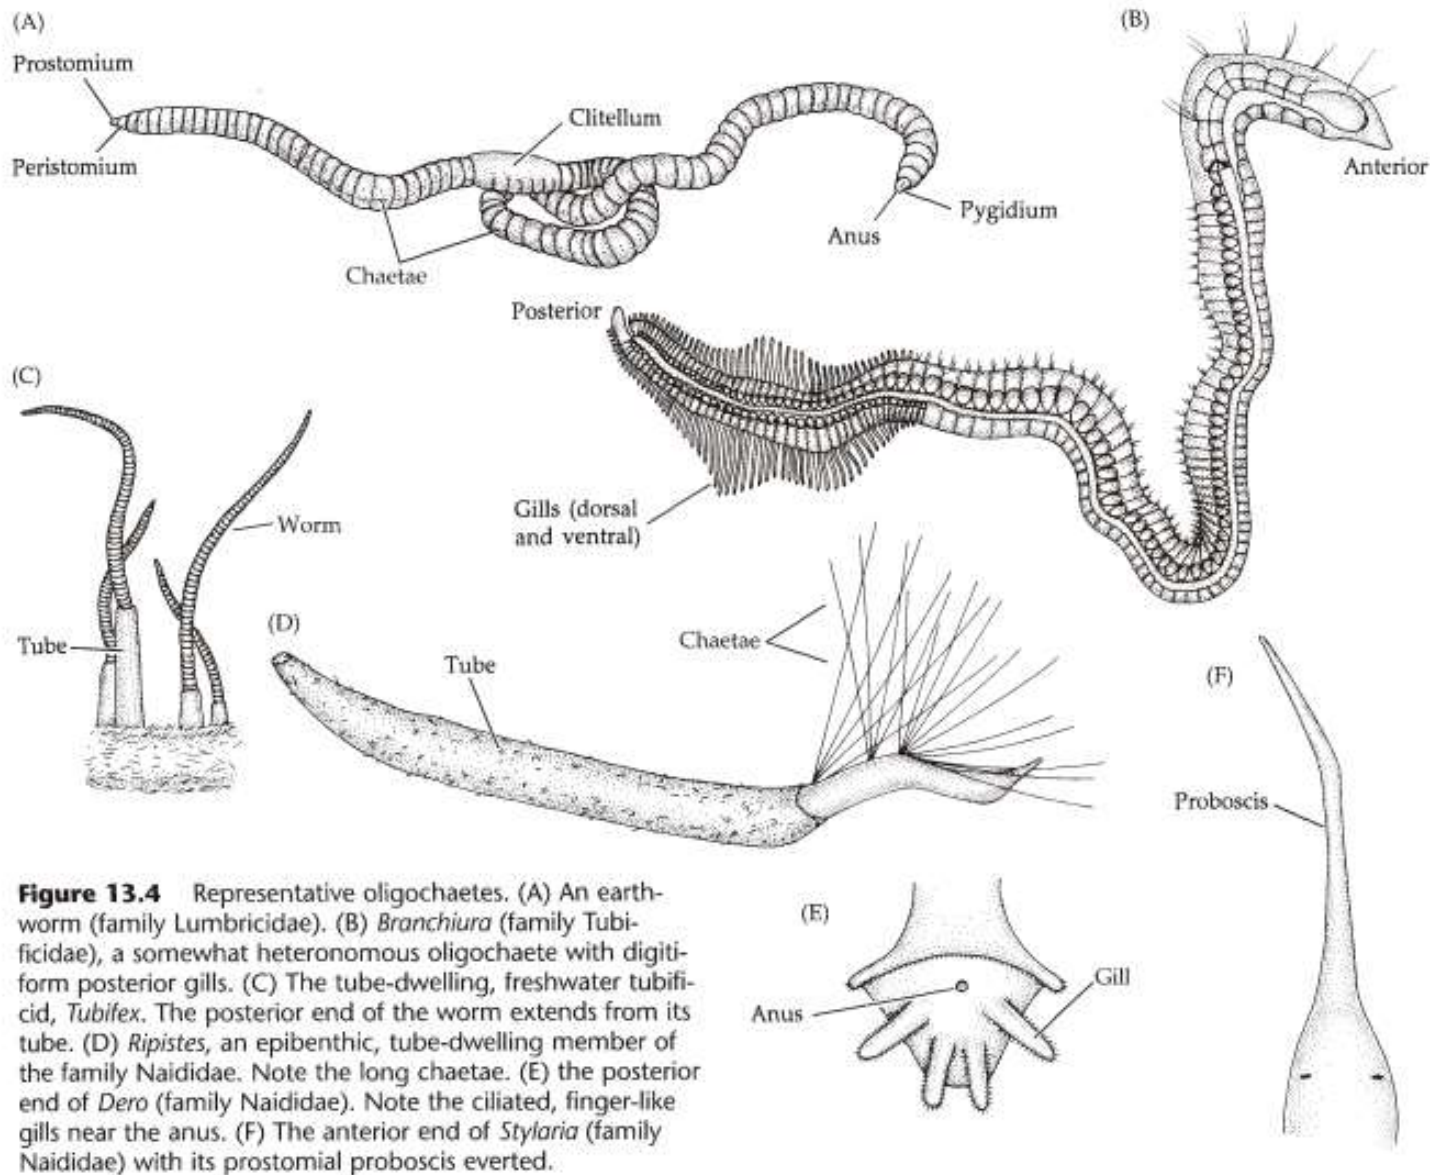 (A)
Prostomium
Peristomium
Clitellum
Chaetae
Anus
Pygidium
(B)
Anterior
Posterior
Gills (dorsal
and ventral)
(C)
Worm
Tube
(D)
Tube
Chaetae
(E)
Anus
Gill
(F)
Proboscis
Figure 13.4 Representative oligochaetes. (A) An earth-
worm (family Lumbricidae). (B) Branchiura (family Tubi-
ficidae), a somewhat heteronomous oligochaete with digiti-
form posterior gills. (C) The tube-dwelling, freshwater tubifi-
cid, Tubifex. The posterior end of the worm extends from its
tube. (D) Ripistes, an epibenthic, tube-dwelling member of
the family Naididae. Note the long chaetae. (E) the posterior
end of Dero (family Naididae). Note the ciliated, finger-like
gills near the anus. (F) The anterior end of Stylaria (family
Naididae) with its prostomial proboscis everted.